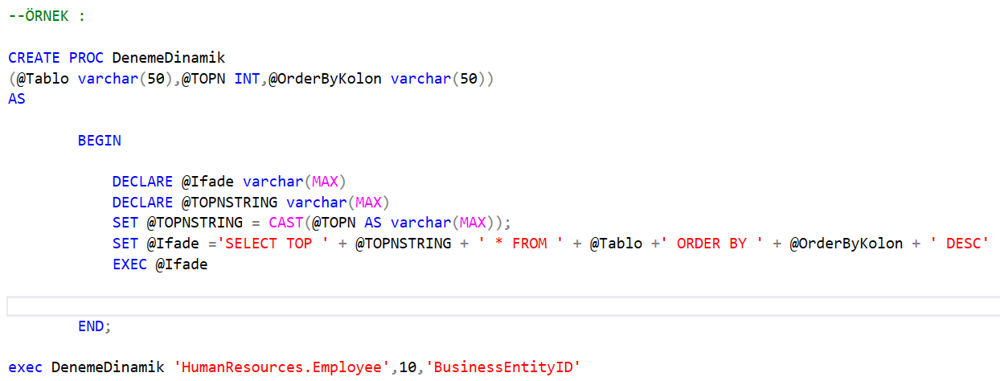 --ÖRNEK :
CREATE PROC DenemeDinamik
(@Tablo varchar(50),@TOPN INT,@OrderByKolon varchar(50))
AS
BEGIN
DECLARE @Ifade varchar(MAX)
DECLARE @TOPNSTRING varchar(MAX)
SET @TOPNSTRING = CAST(@TOPN AS varchar(MAX));
SET @Ifade ='SELECT TOP ' + @TOPNSTRING + ' * FROM ' + @Tablo +' ORDER BY ' + @OrderByKolon + ' DESC'
EXEC @Ifade
END;
exec DenemeDinamik 'HumanResources.Employee',10,'BusinessEntityID'